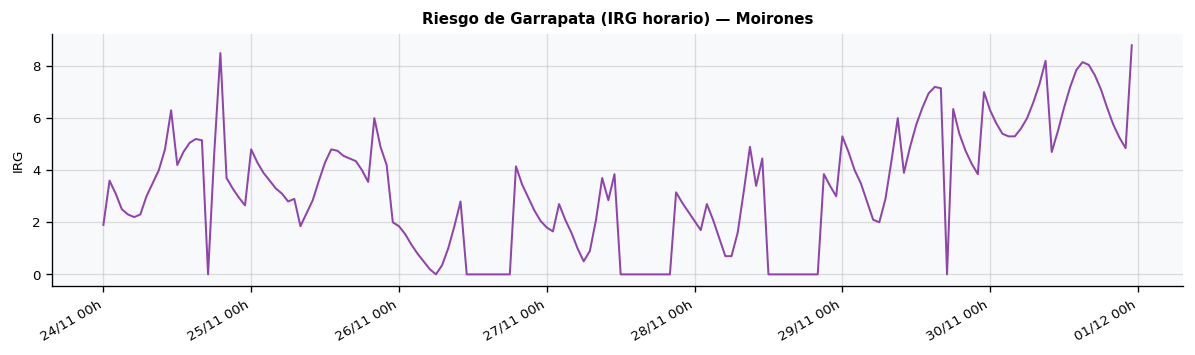 Riesgo de Garrapata (IRG horario) — Moirones
IRG
8
6
4
2
0
24/11 00h
25/11 00h
26/11 00h
27/11 00h
28/11 00h
29/11 00h
30/11 00h
01/12 00h